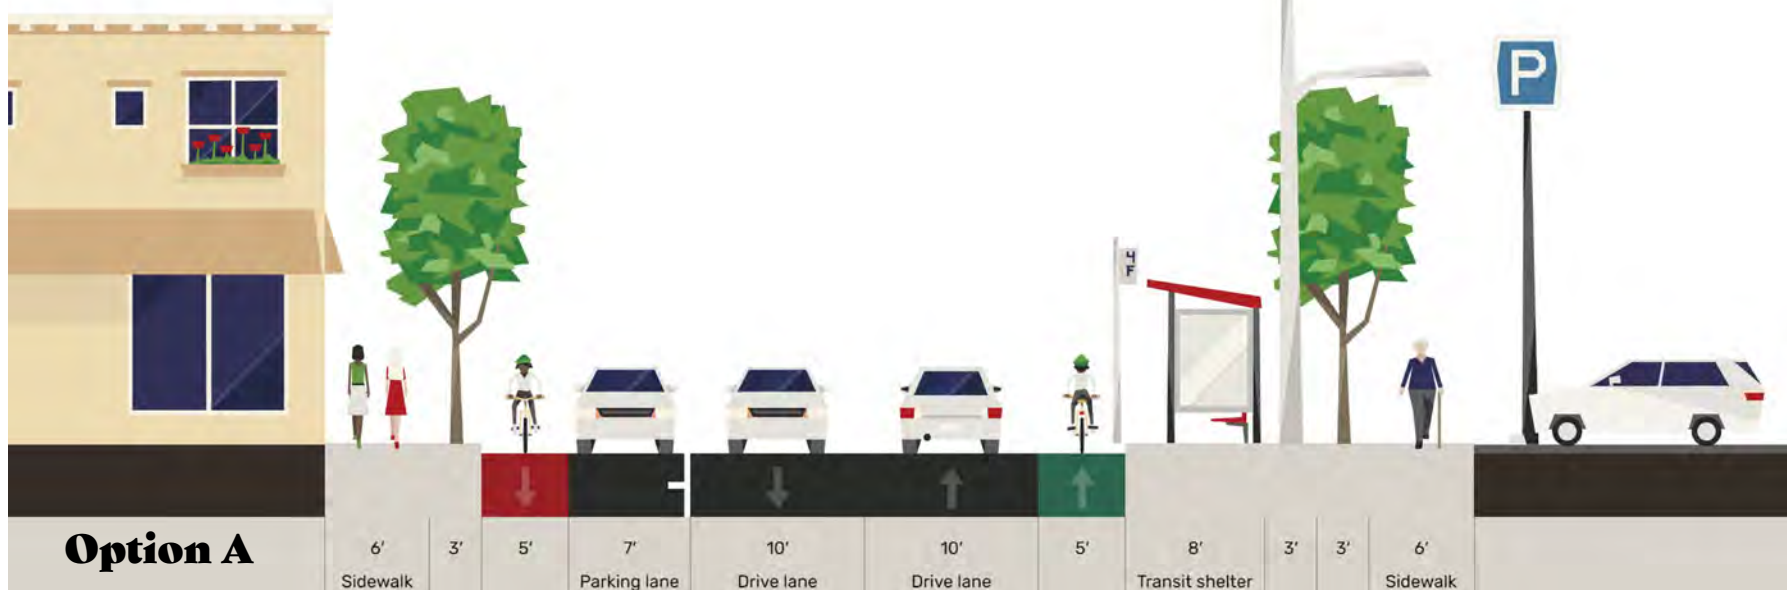 P
4
F
Option A
6' 3' 5' 7' 10' 10' 5' 8' 3' 3' 6'
Sidewalk Parking lane Drive lane Drive lane Transit shelter Sidewalk